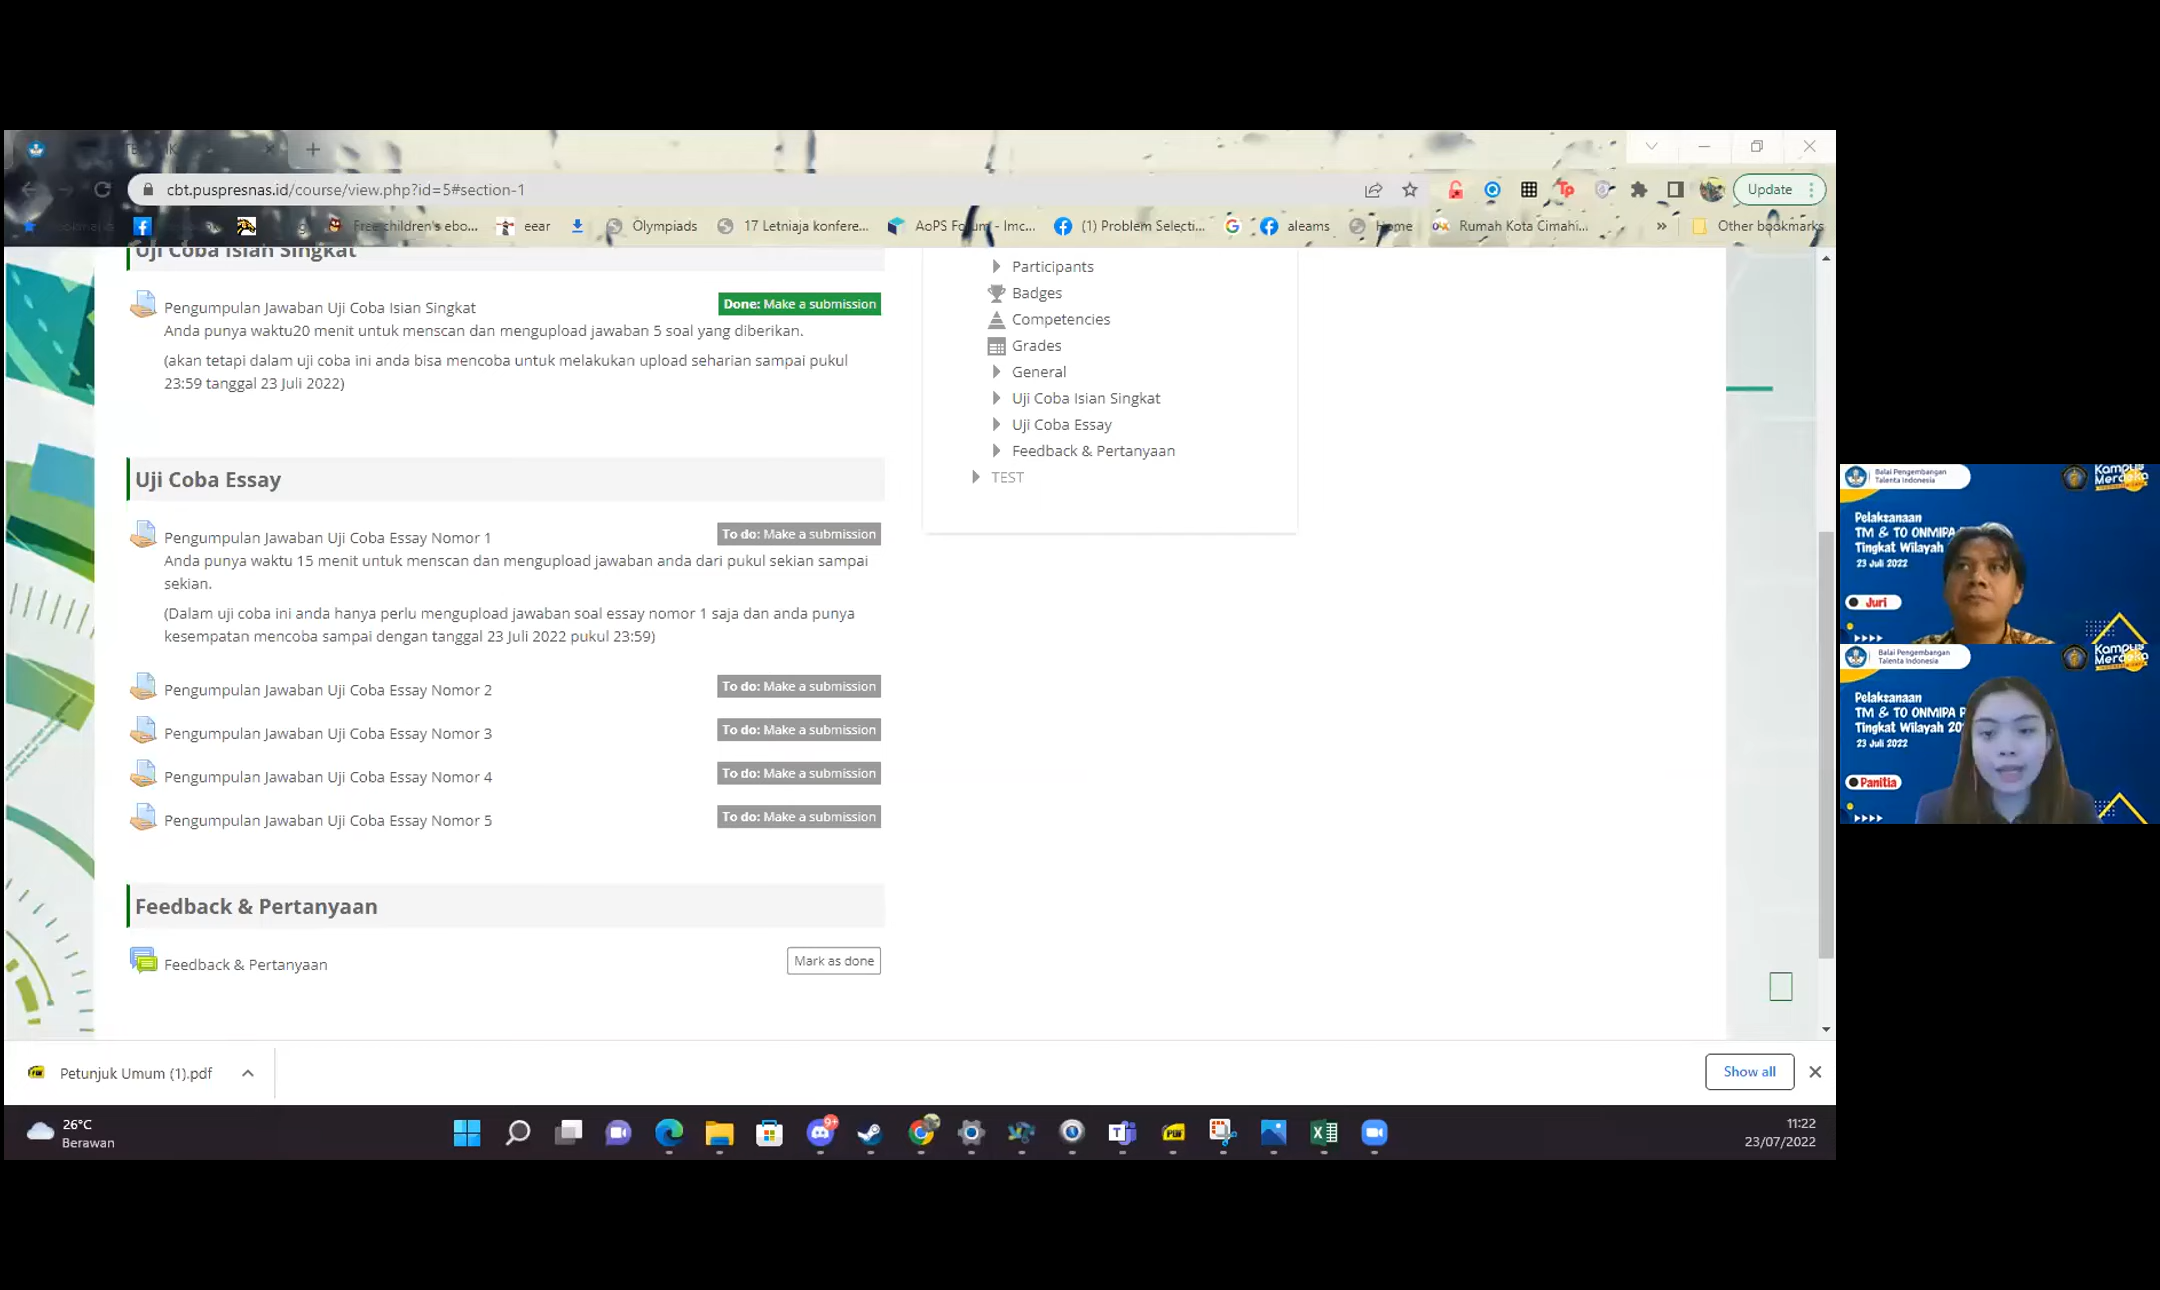 cbt.puspresnas.id/course/view.php?id=5#section-1
Update
Free children's ebo...
eear
Olympiads
17 Letniaja konfere...
AoPS Forum - Imc...
(1) Problem Selecti...
aleams
Home
Rumah Kota Cimahi...
»
Other bookmarks
Uji Coba Isian Singkat
Pengumpulan Jawaban Uji Coba Isian Singkat
Done: Make a submission
Anda punya waktu20 menit untuk menscan dan mengupload jawaban 5 soal yang diberikan.
(akan tetapi dalam uji coba ini anda bisa mencoba untuk melakukan upload seharian sampai pukul
23:59 tanggal 23 Juli 2022)
Uji Coba Essay
Pengumpulan Jawaban Uji Coba Essay Nomor 1
To do: Make a submission
Anda punya waktu 15 menit untuk menscan dan mengupload jawaban anda dari pukul sekian sampai
sekian.
(Dalam uji coba ini anda hanya perlu mengupload jawaban soal essay nomor 1 saja dan anda punya
kesempatan mencoba sampai dengan tanggal 23 Juli 2022 pukul 23:59)
Pengumpulan Jawaban Uji Coba Essay Nomor 2
To do: Make a submission
Pengumpulan Jawaban Uji Coba Essay Nomor 3
To do: Make a submission
Pengumpulan Jawaban Uji Coba Essay Nomor 4
To do: Make a submission
Pengumpulan Jawaban Uji Coba Essay Nomor 5
To do: Make a submission
Feedback & Pertanyaan
Feedback & Pertanyaan
Mark as done
Participants
Badges
Competencies
Grades
General
Uji Coba Isian Singkat
Uji Coba Essay
Feedback & Pertanyaan
TEST
Balai Pengembangan
Talenta Indonesia
Kampus
Merdeka
Pelaksanaan
TM & TO ONMIPA
Tingkat Wilayah
23 Juli 2022
Juri
Balai Pengembangan
Talenta Indonesia
Kampus
Merdeka
Pelaksanaan
TM & TO ONMIPA P
Tingkat Wilayah 20
23 Juli 2022
Panitia
Petunjuk Umum (1).pdf
Show all
26°C
Berawan
9+
11:22
23/07/2022